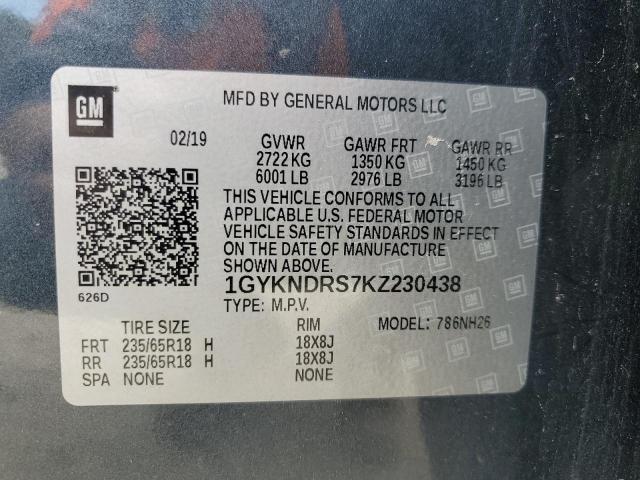 GM
MFD BY GENERAL MOTORS LLC
02/19 GVWR GAWR FRT GAWR RR
2722 KG 1350 KG 1450 KG
6001 LB 2976 LB 3196 LB
THIS VEHICLE CONFORMS TO ALL
APPLICABLE U.S. FEDERAL MOTOR
VEHICLE SAFETY STANDARDS IN EFFECT
ON THE DATE OF MANUFACTURE
SHOWN ABOVE.
626D
1GYKNDRS7KZ230438
TYPE: M.P.V.
TIRE SIZE RIM MODEL: 786NH26
FRT 235/65R18 H 18X8J
RR 235/65R18 H 18X8J
SPA NONE NONE